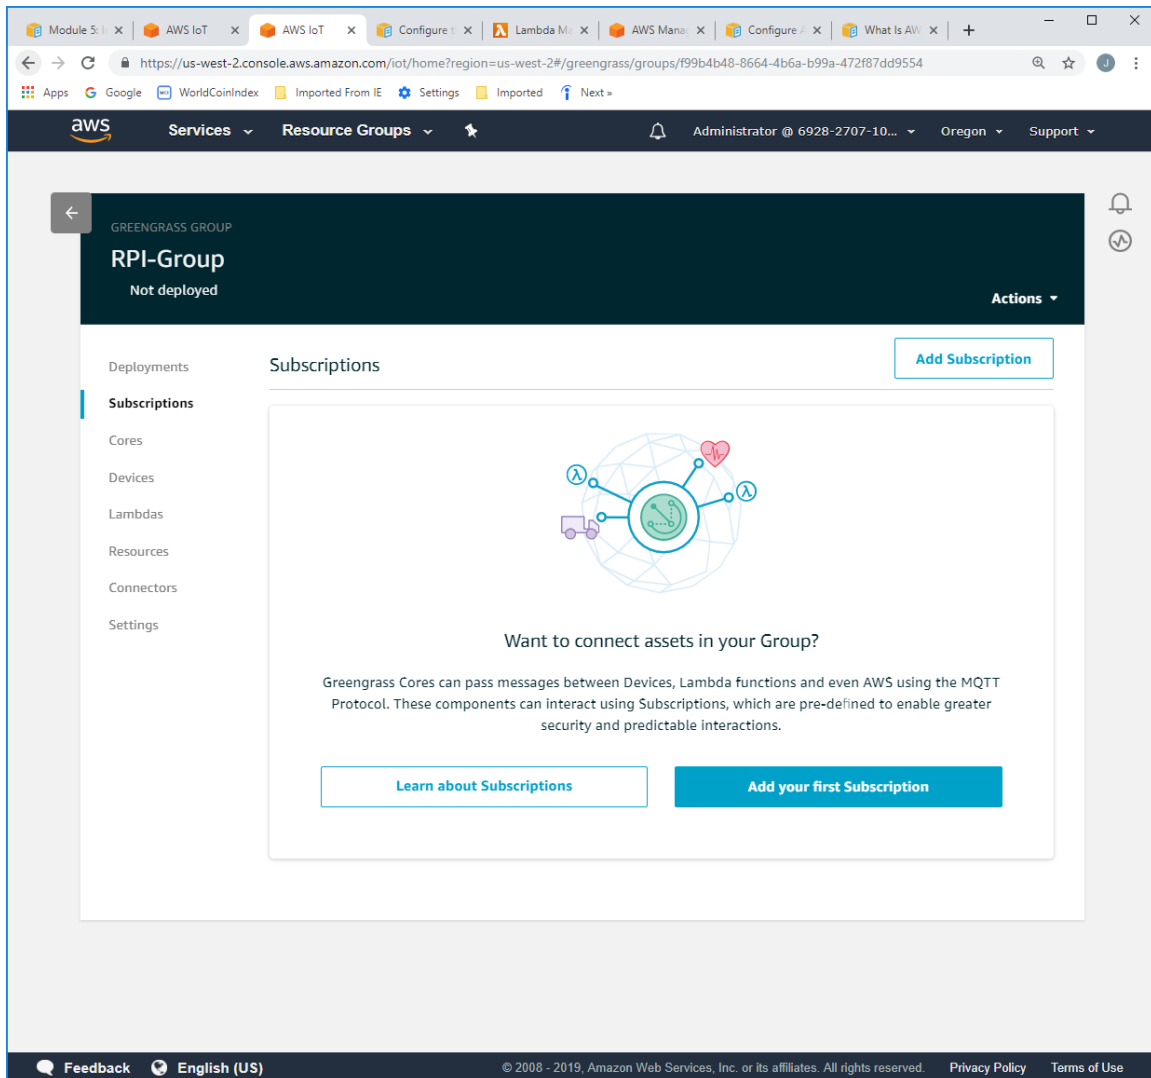 Module 5: I
AWS IoT
AWS IoT
Configure t
Lambda Ma
AWS Mana
Configure A
What Is AW
https://us-west-2.console.aws.amazon.com/iot/home?region=us-west-2#/greengrass/groups/f99b4b48-8664-4b6a-b99a-472f87dd9554
J
Apps
Google
WorldCoinIndex
Imported From IE
Settings
Imported
Next »
aws
Services
Resource Groups
Administrator @ 6928-2707-10...
Oregon
Support
GREENGRASS GROUP
RPI-Group
Not deployed
Actions
Deployments
Subscriptions
Cores
Devices
Lambdas
Resources
Connectors
Settings
Subscriptions
Add Subscription
λ
λ
Want to connect assets in your Group?
Greengrass Cores can pass messages between Devices, Lambda functions and even AWS using the MQTT
Protocol. These components can interact using Subscriptions, which are pre-defined to enable greater
security and predictable interactions.
Learn about Subscriptions
Add your first Subscription
Feedback
English (US)
© 2008 - 2019, Amazon Web Services, Inc. or its affiliates. All rights reserved.
Privacy Policy
Terms of Use